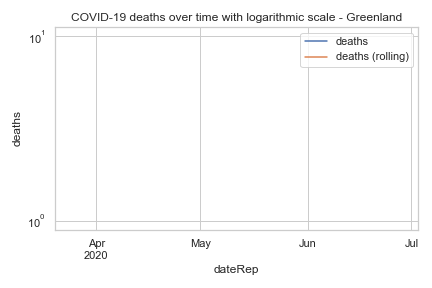 COVID-19 deaths over time with logarithmic scale - Greenland
deaths
deaths (rolling)
10¹
deaths
10⁰
Apr
2020
May
Jun
Jul
dateRep